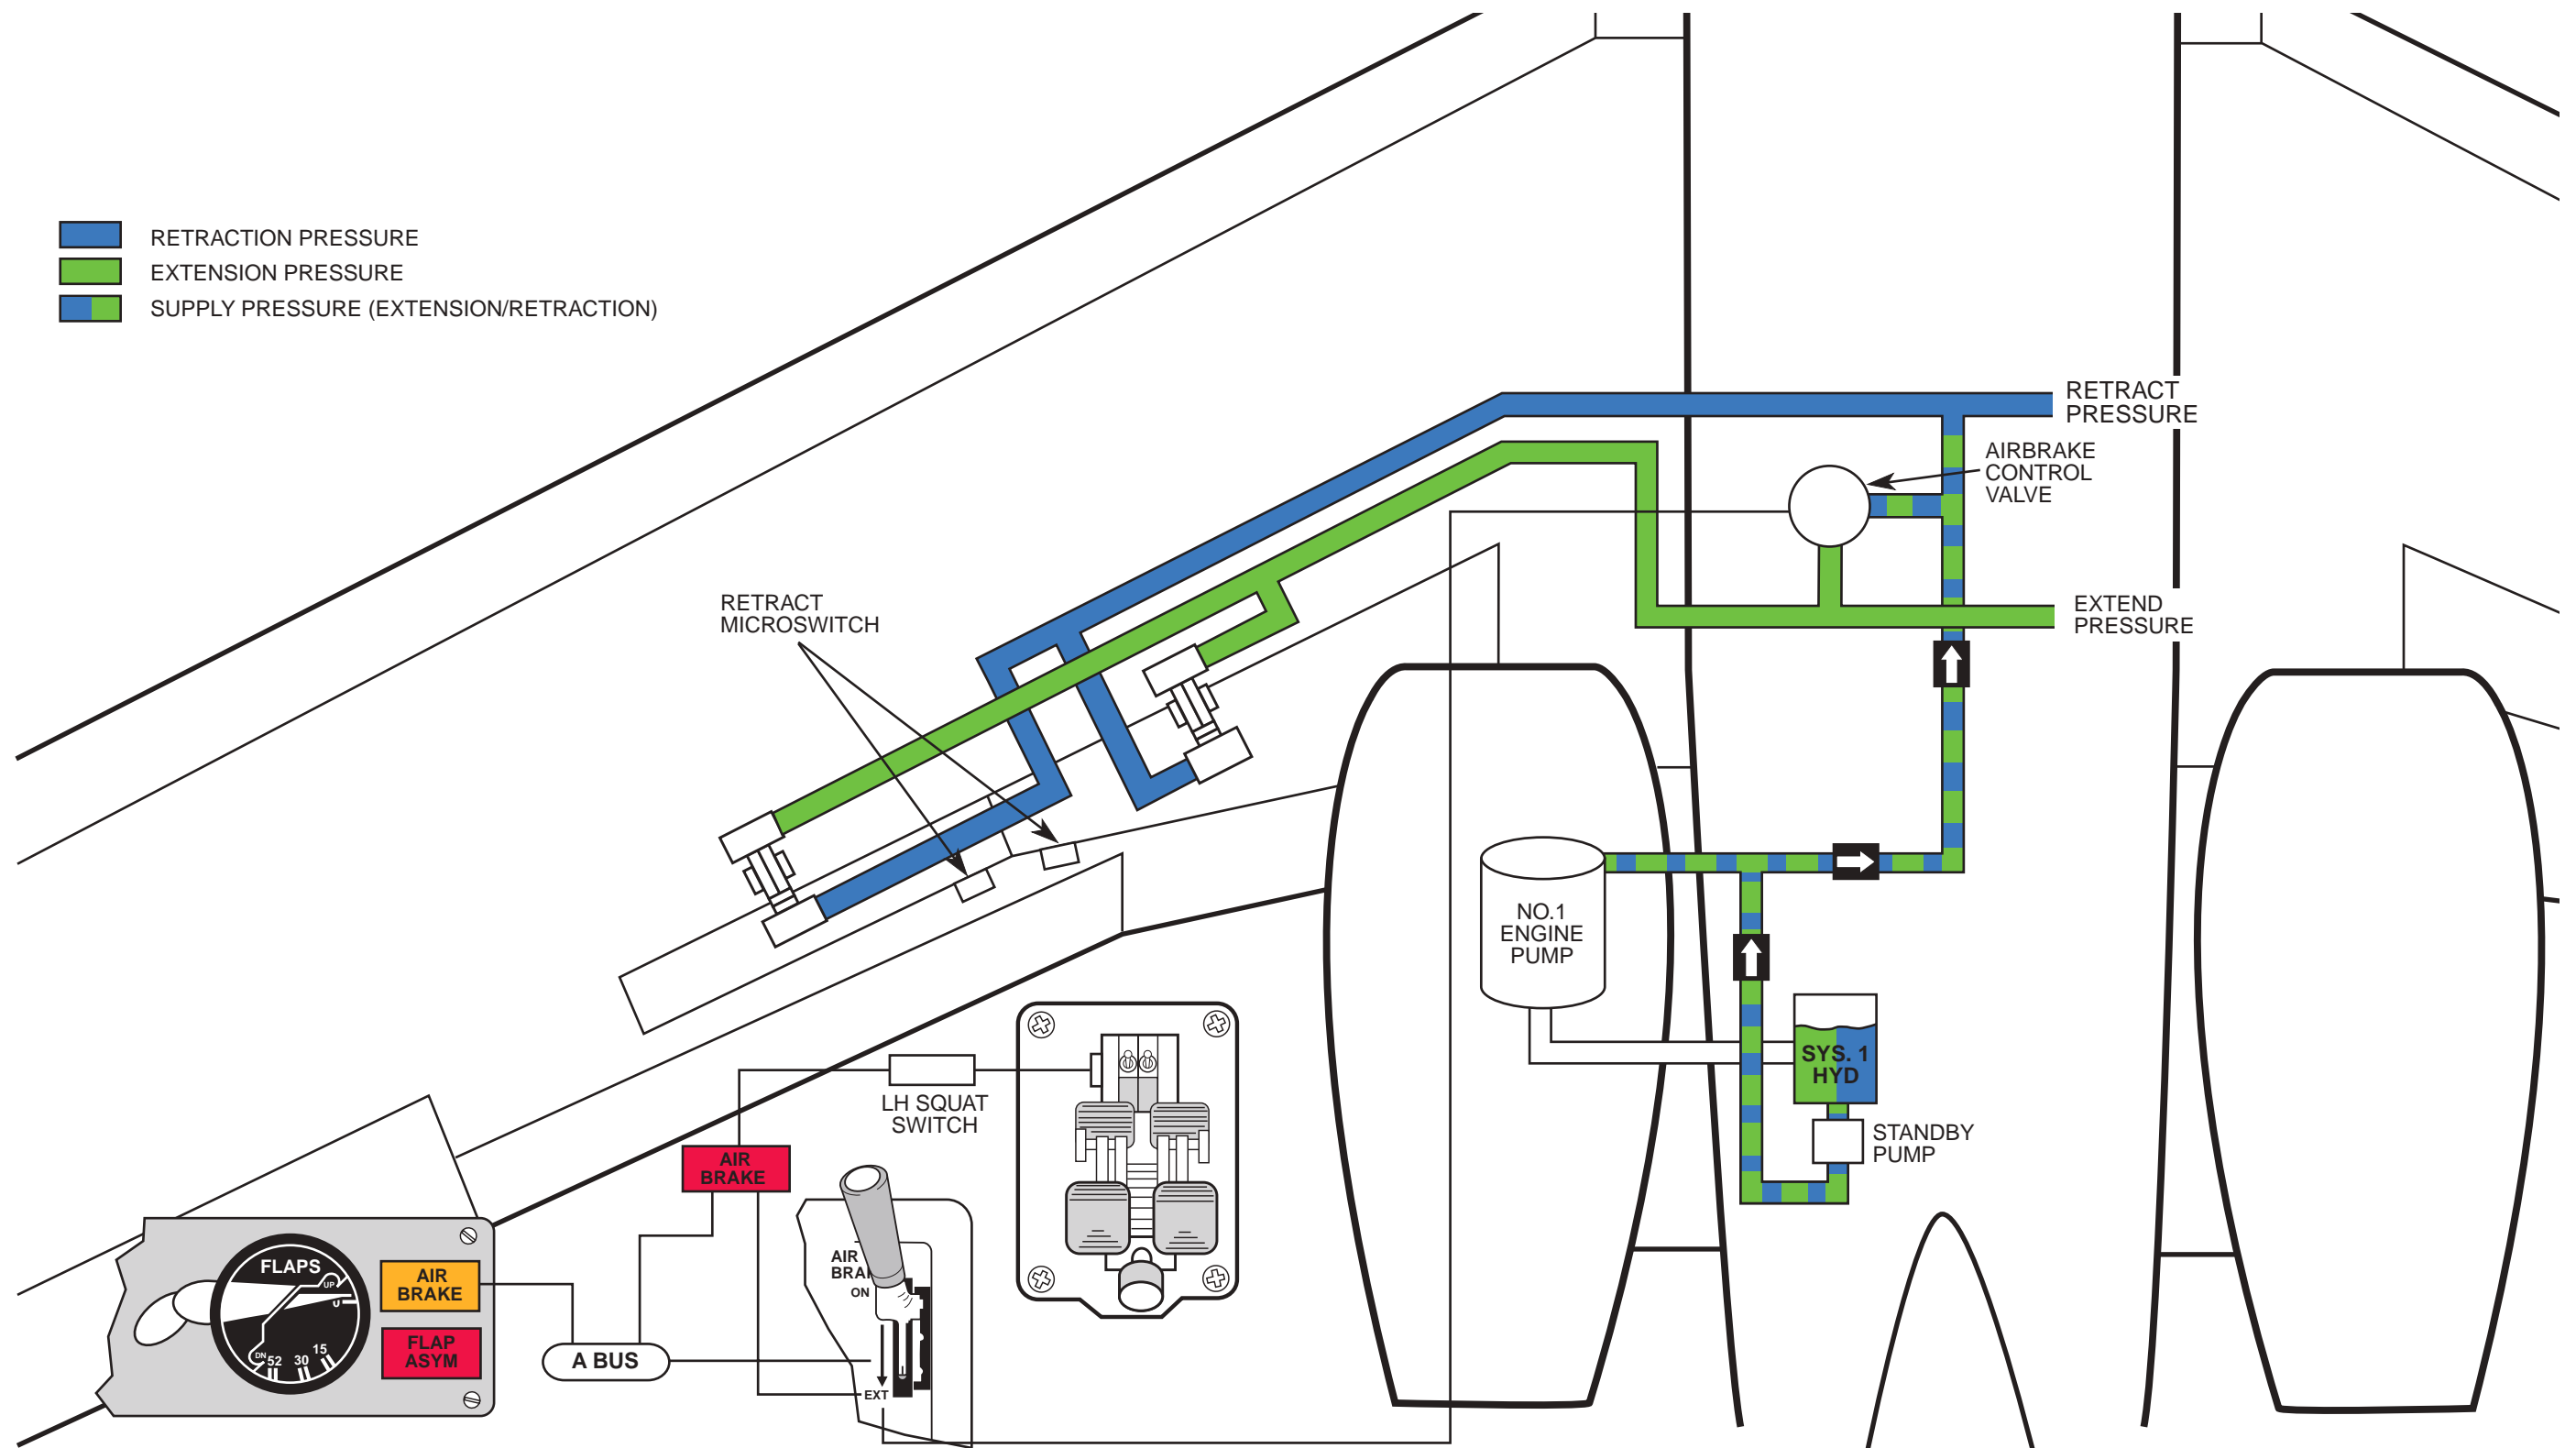 RETRACTION PRESSURE
EXTENSION PRESSURE
SUPPLY PRESSURE (EXTENSION/RETRACTION)
RETRACT
PRESSURE
AIRBRAKE
CONTROL
VALVE
EXTEND
PRESSURE
RETRACT
MICROSWITCH
NO.1
ENGINE
PUMP
SYS. 1
HYD
STANDBY
PUMP
LH SQUAT
SWITCH
AIR
BRAKE
AIR
BRA
ON
EXT
FLAPS
UP
0
15
30
52
DN
AIR
BRAKE
FLAP
ASYM
A BUS